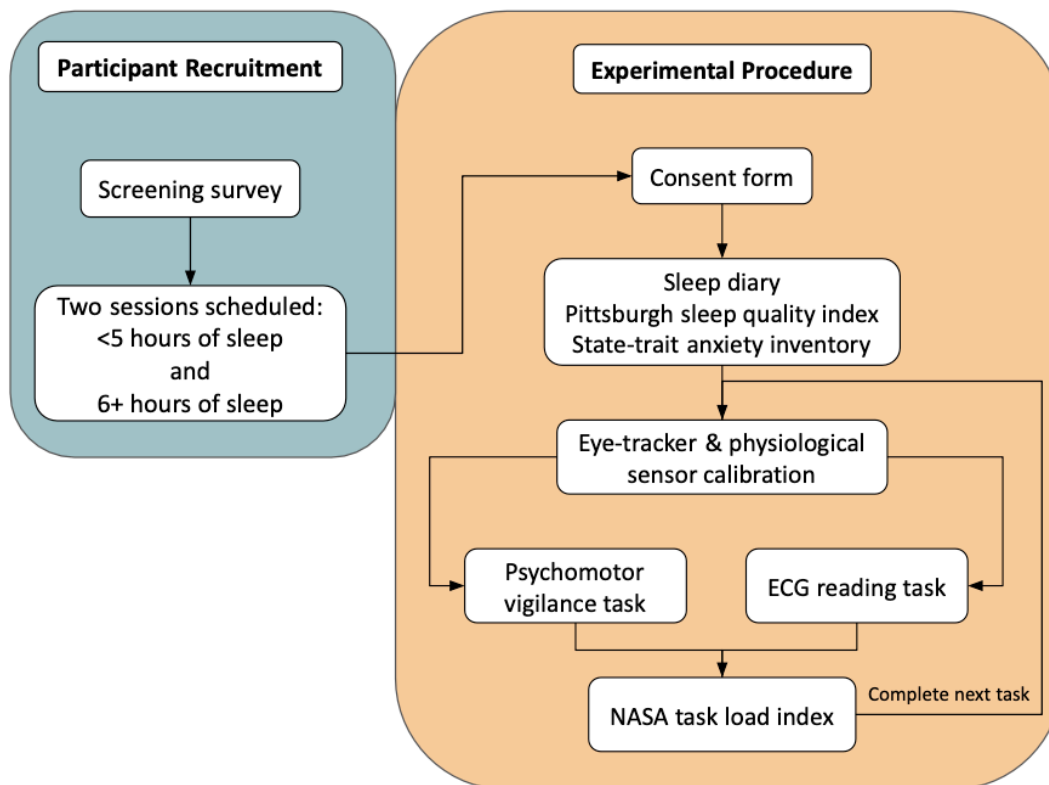 Participant Recruitment
Screening survey
Two sessions scheduled:
<5 hours of sleep
and
6+ hours of sleep
Experimental Procedure
Consent form
Sleep diary
Pittsburgh sleep quality index
State-trait anxiety inventory
Eye-tracker & physiological
sensor calibration
Psychomotor
vigilance task
ECG reading task
NASA task load index
Complete next task